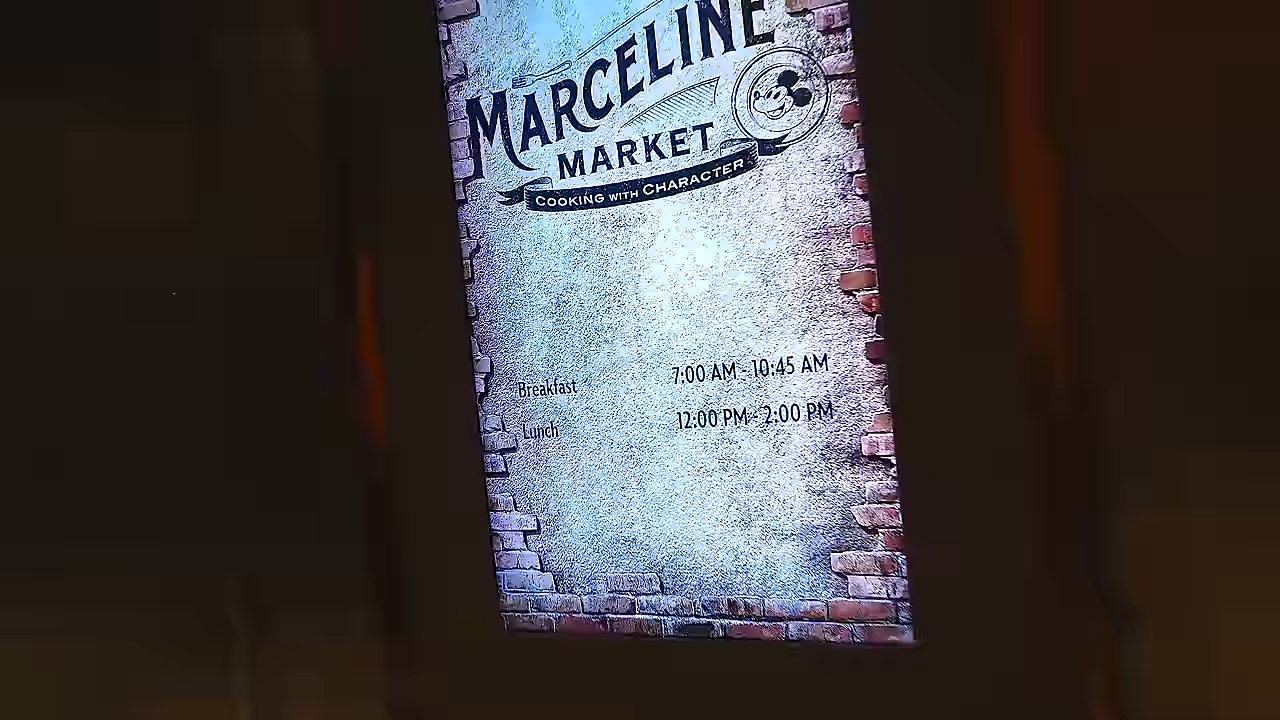 MARCELINE
MARKET
COOKING WITH CHARACTER
Breakfast 7:00 AM - 10:45 AM
Lunch 12:00 PM - 2:00 PM